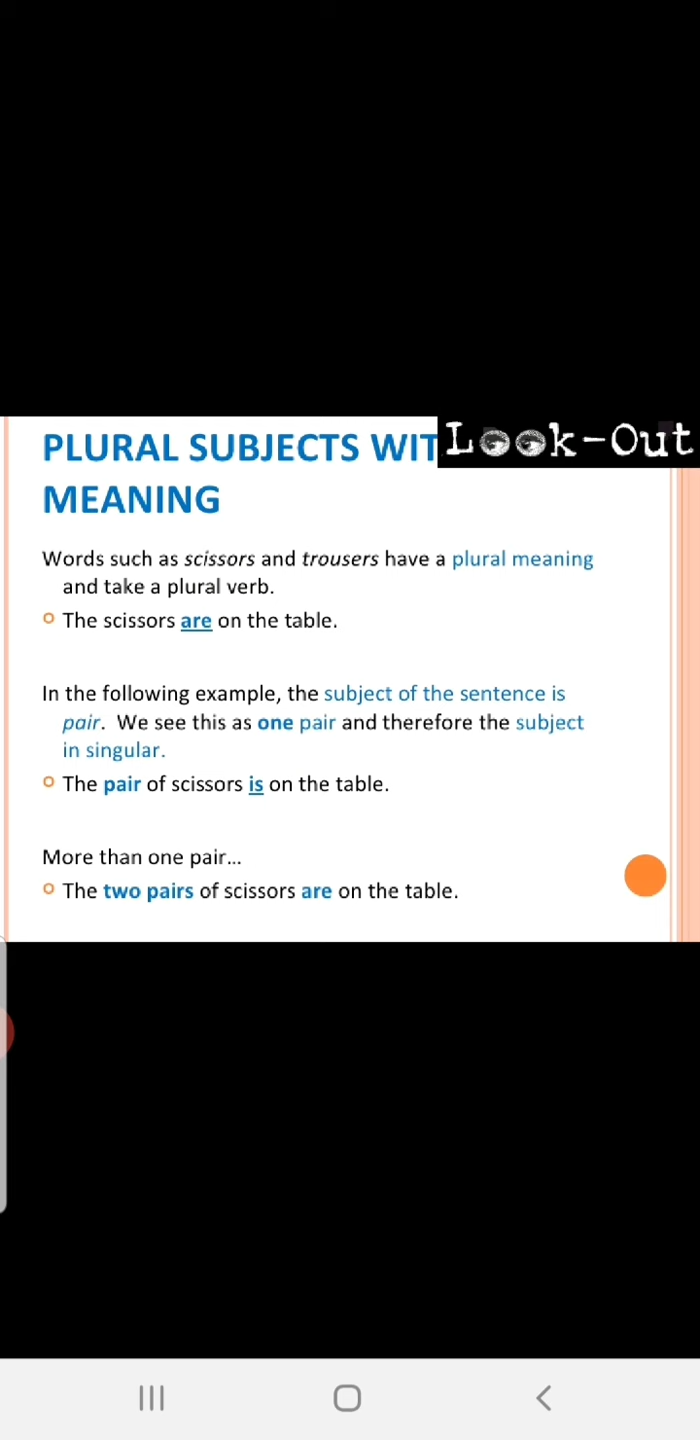 PLURAL SUBJECTS WIT
Look-Out
MEANING
Words such as scissors and trousers have a plural meaning
and take a plural verb.
The scissors are on the table.
In the following example, the subject of the sentence is
pair. We see this as one pair and therefore the subject
in singular.
The pair of scissors is on the table.
More than one pair...
The two pairs of scissors are on the table.